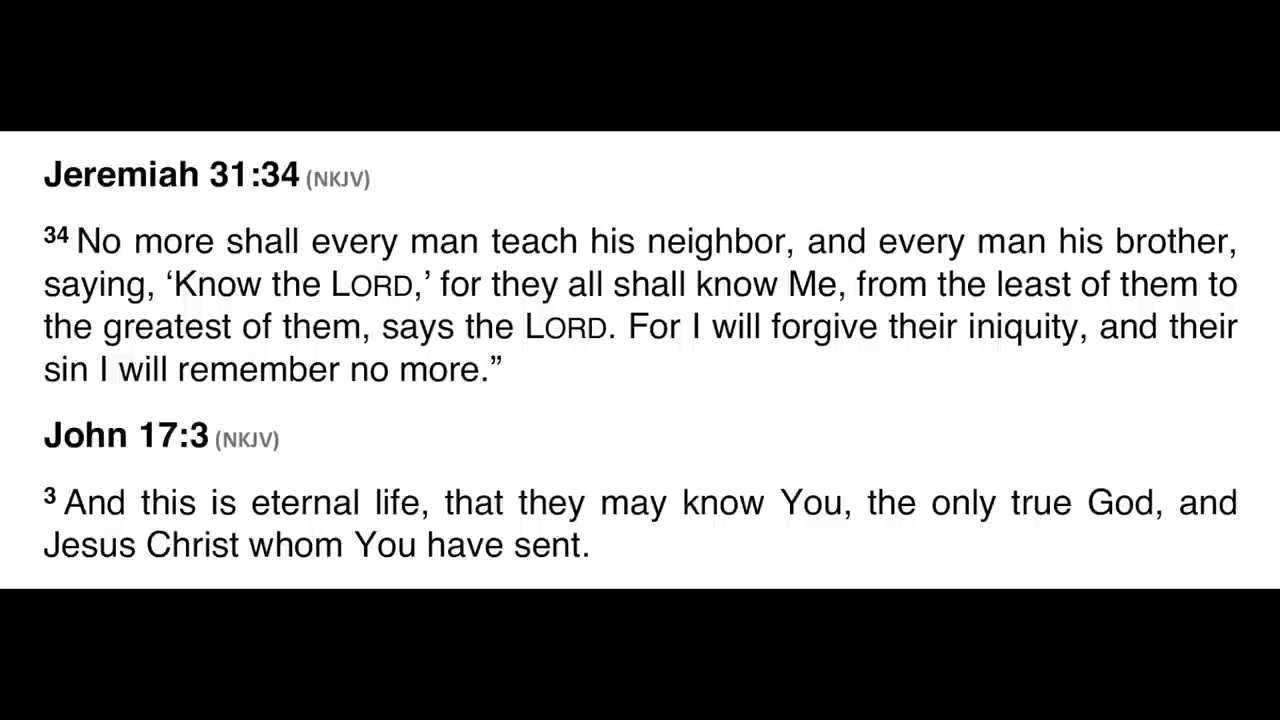 Jeremiah 31:34 (NKJV)
34 No more shall every man teach his neighbor, and every man his brother,
saying, ‘Know the LORD,’ for they all shall know Me, from the least of them to
the greatest of them, says the LORD. For I will forgive their iniquity, and their
sin I will remember no more.”
John 17:3 (NKJV)
3 And this is eternal life, that they may know You, the only true God, and
Jesus Christ whom You have sent.